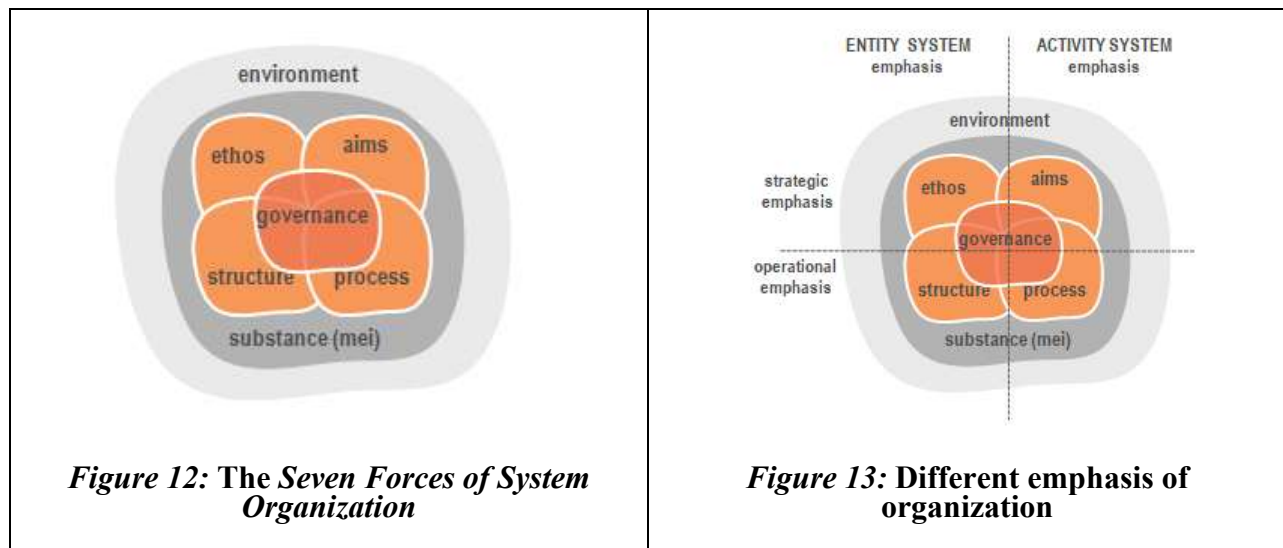 environment
ethos
aims
governance
structure
process
substance (mei)
Figure 12: The Seven Forces of System
Organization
ENTITY SYSTEM
emphasis
ACTIVITY SYSTEM
emphasis
environment
strategic
emphasis
ethos
aims
governance
operational
emphasis
structure
process
substance (mei)
Figure 13: Different emphasis of
organization